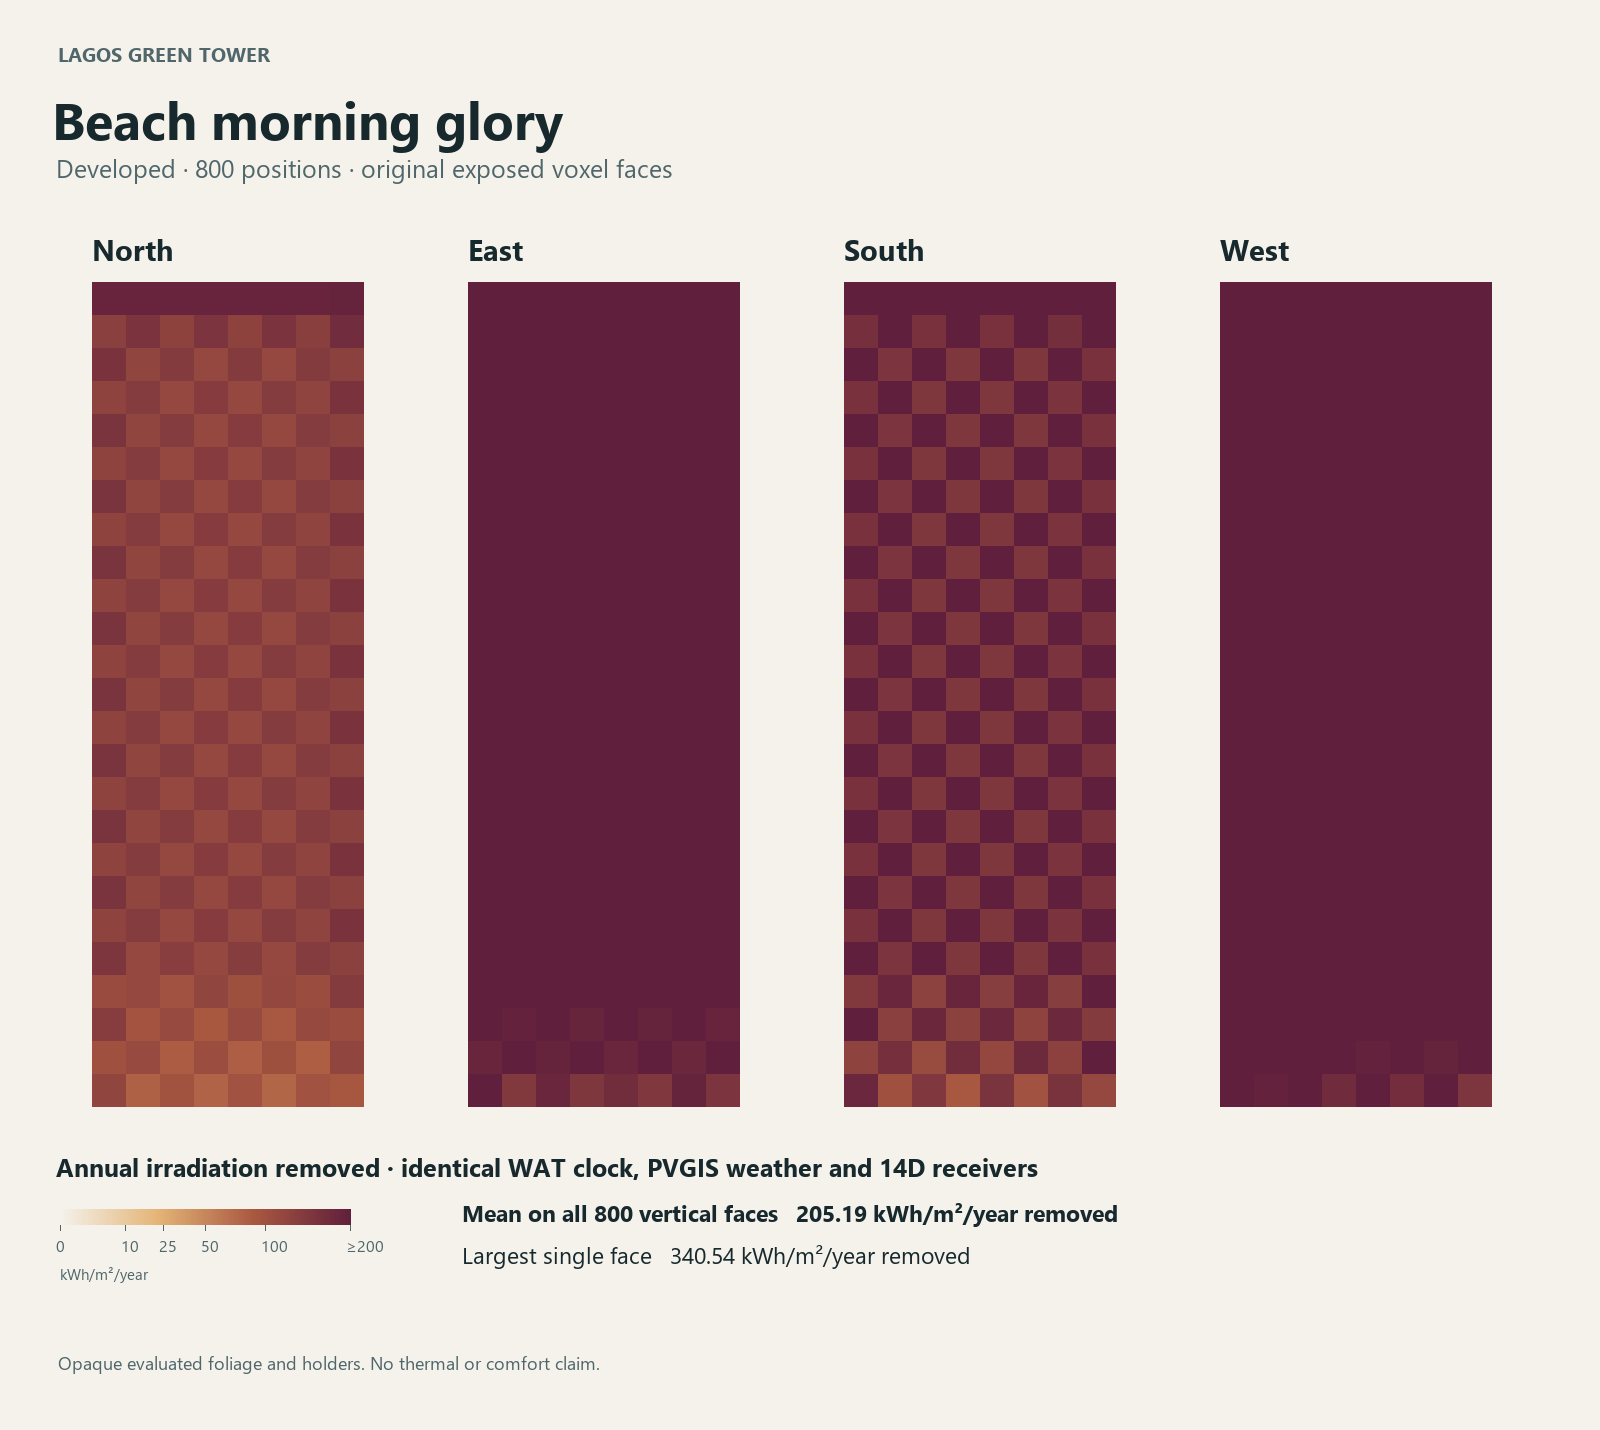 LAGOS GREEN TOWER
Beach morning glory
Developed · 800 positions · original exposed voxel faces
North East South West
Annual irradiation removed · identical WAT clock, PVGIS weather and 14D receivers
Mean on all 800 vertical faces 205.19 kWh/m²/year removed
0 10 25 50 100 ≥200
Largest single face 340.54 kWh/m²/year removed
kWh/m²/year
Opaque evaluated foliage and holders. No thermal or comfort claim.